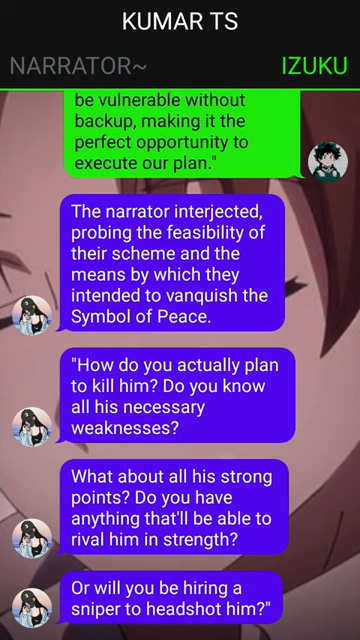 KUMAR TS
NARRATOR~
IZUKU
be vulnerable without
backup, making it the
perfect opportunity to
execute our plan."
The narrator interjected,
probing the feasibility of
their scheme and the
means by which they
intended to vanquish the
Symbol of Peace.
"How do you actually plan
to kill him? Do you know
all his necessary
weaknesses?
What about all his strong
points? Do you have
anything that'll be able to
rival him in strength?
Or will you be hiring a
sniper to headshot him?"